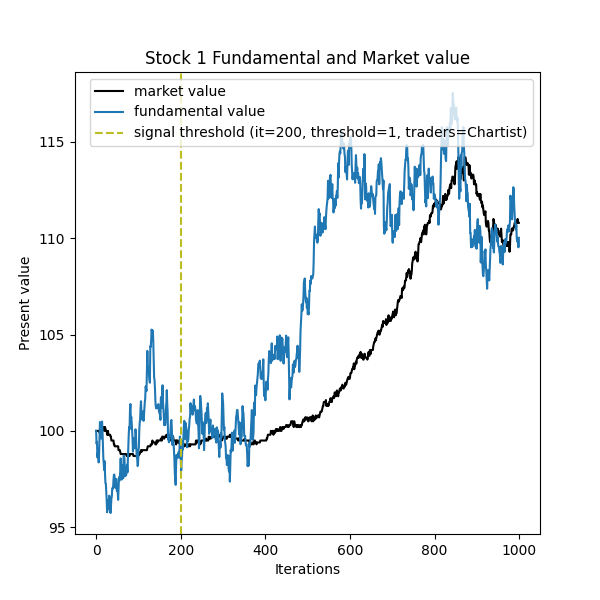 Stock 1 Fundamental and Market value
market value
fundamental value
signal threshold (it=200, threshold=1, traders=Chartist)
Present value
115
110
105
100
95
0 200 400 600 800 1000
Iterations